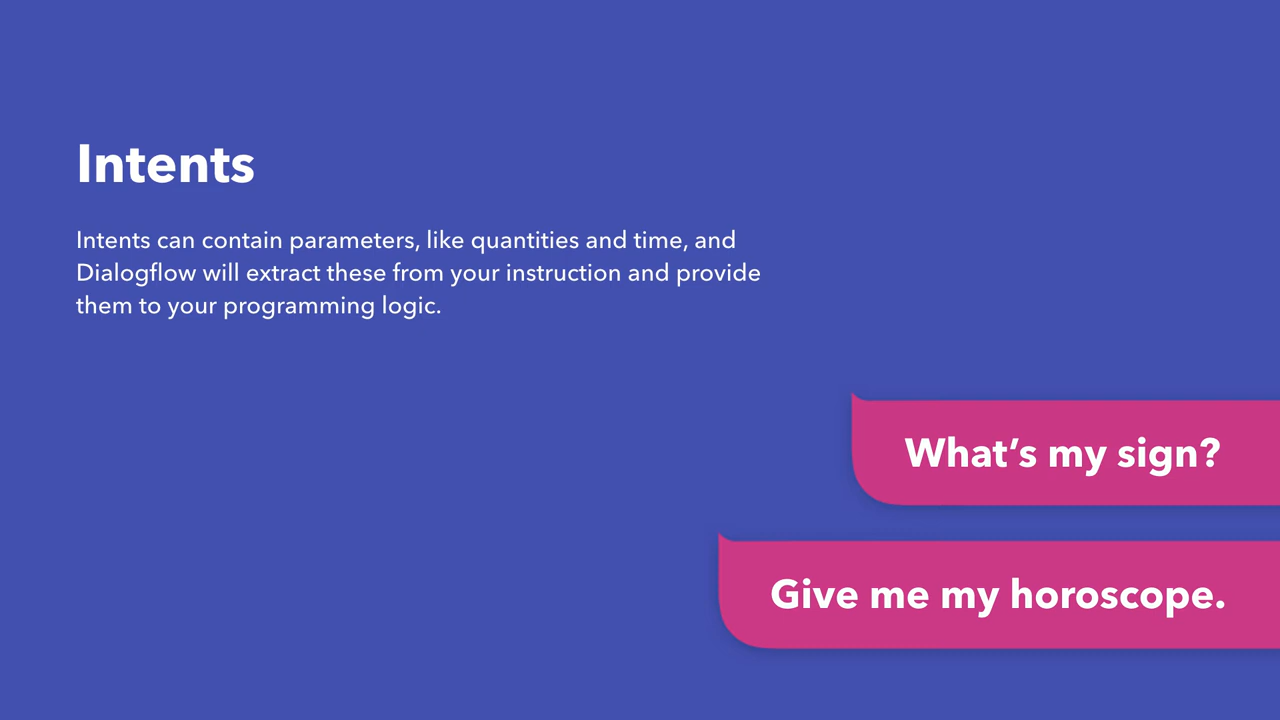 Intents
Intents can contain parameters, like quantities and time, and
Dialogflow will extract these from your instruction and provide
them to your programming logic.
What’s my sign?
Give me my horoscope.